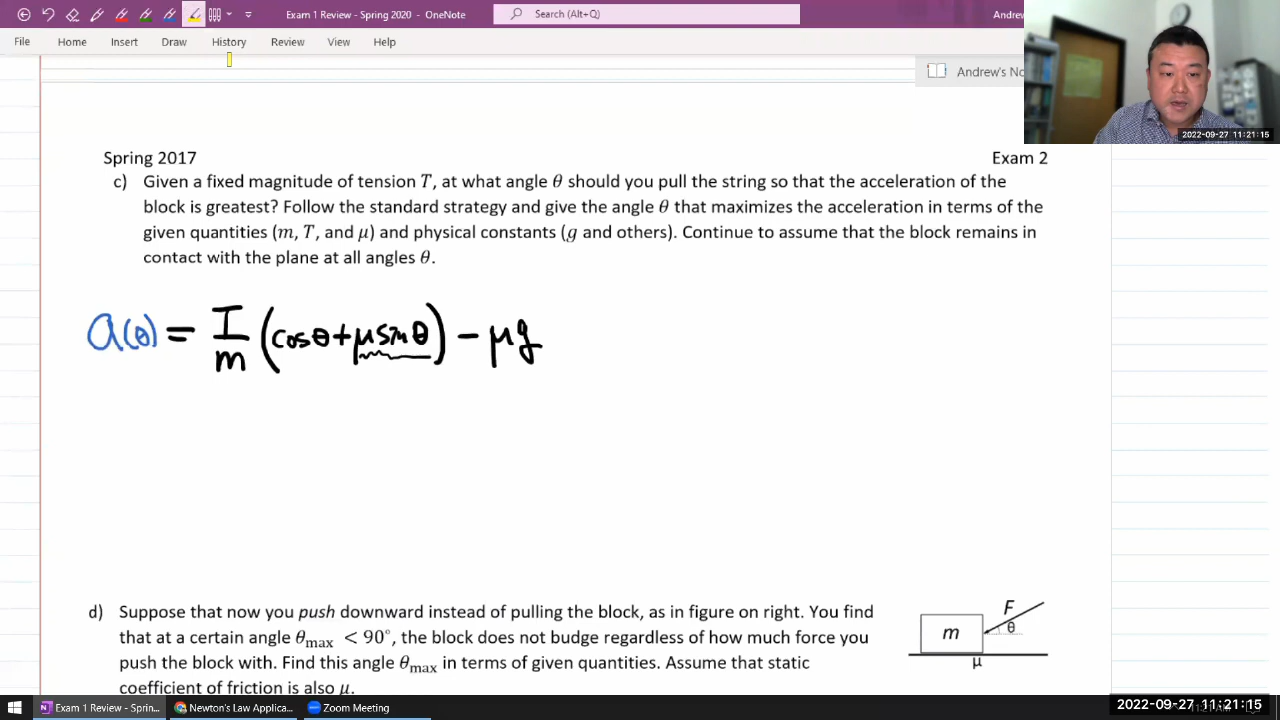 Exam 1 Review - Spring 2020 - OneNote
Search (Alt+Q)
Andrew
File Home Insert Draw History Review View Help
Andrew's No
2022-09-27 11:21:15
Spring 2017 Exam 2
c) Given a fixed magnitude of tension T, at what angle θ should you pull the string so that the acceleration of the
block is greatest? Follow the standard strategy and give the angle θ that maximizes the acceleration in terms of the
given quantities (m, T, and μ) and physical constants (g and others). Continue to assume that the block remains in
contact with the plane at all angles θ.
a(θ) = T/m (cosθ + μsinθ) − μg
d) Suppose that now you push downward instead of pulling the block, as in figure on right. You find
that at a certain angle θmax < 90°, the block does not budge regardless of how much force you
push the block with. Find this angle θmax in terms of given quantities. Assume that static
coefficient of friction is also μ.
F
θ
m
μ
Exam 1 Review - Sprin... Newton's Law Applica... Zoom Meeting
2022-09-27 11:21:15